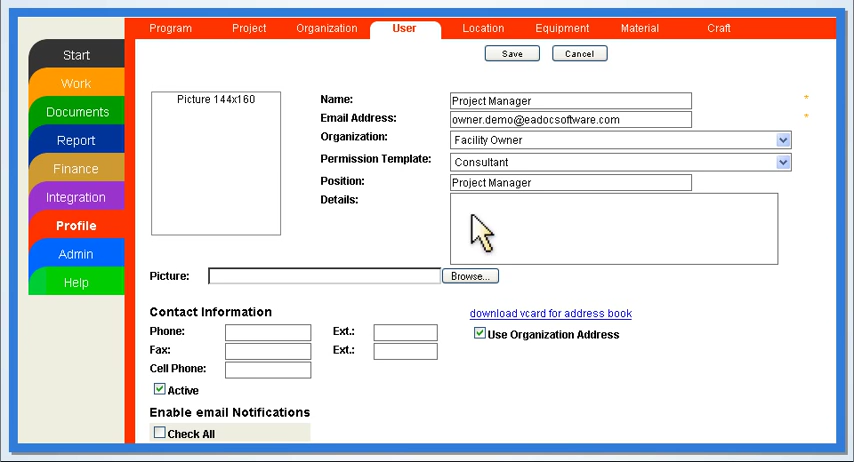 Program Project Organization User Location Equipment Material Craft
Start
Work
Documents
Report
Finance
Integration
Profile
Admin
Help
Save Cancel
Picture 144x160
Name: Project Manager *
Email Address: owner.demo@eadocsoftware.com *
Organization: Facility Owner
Permission Template: Consultant
Position: Project Manager
Details:
Picture: Browse...
Contact Information
download vcard for address book
Phone: Ext.:
Use Organization Address
Fax: Ext.:
Cell Phone:
Active
Enable email Notifications
Check All